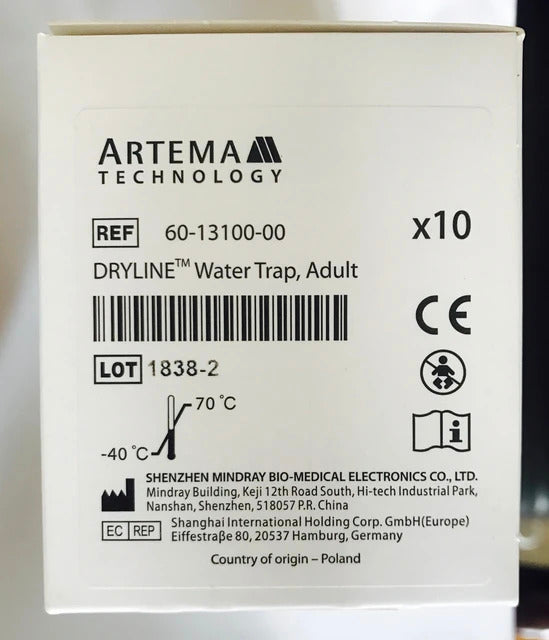 ARTEMA
TECHNOLOGY
REF 60-13100-00
x10
DRYLINE™ Water Trap, Adult
CE
LOT 1838-2
70 °C
-40 °C
SHENZHEN MINDRAY BIO-MEDICAL ELECTRONICS CO., LTD.
Mindray Building, Keji 12th Road South, Hi-tech Industrial Park,
Nanshan, Shenzhen, 518057 P.R. China
EC REP Shanghai International Holding Corp. GmbH(Europe)
Eiffestraβe 80, 20537 Hamburg, Germany
Country of origin – Poland